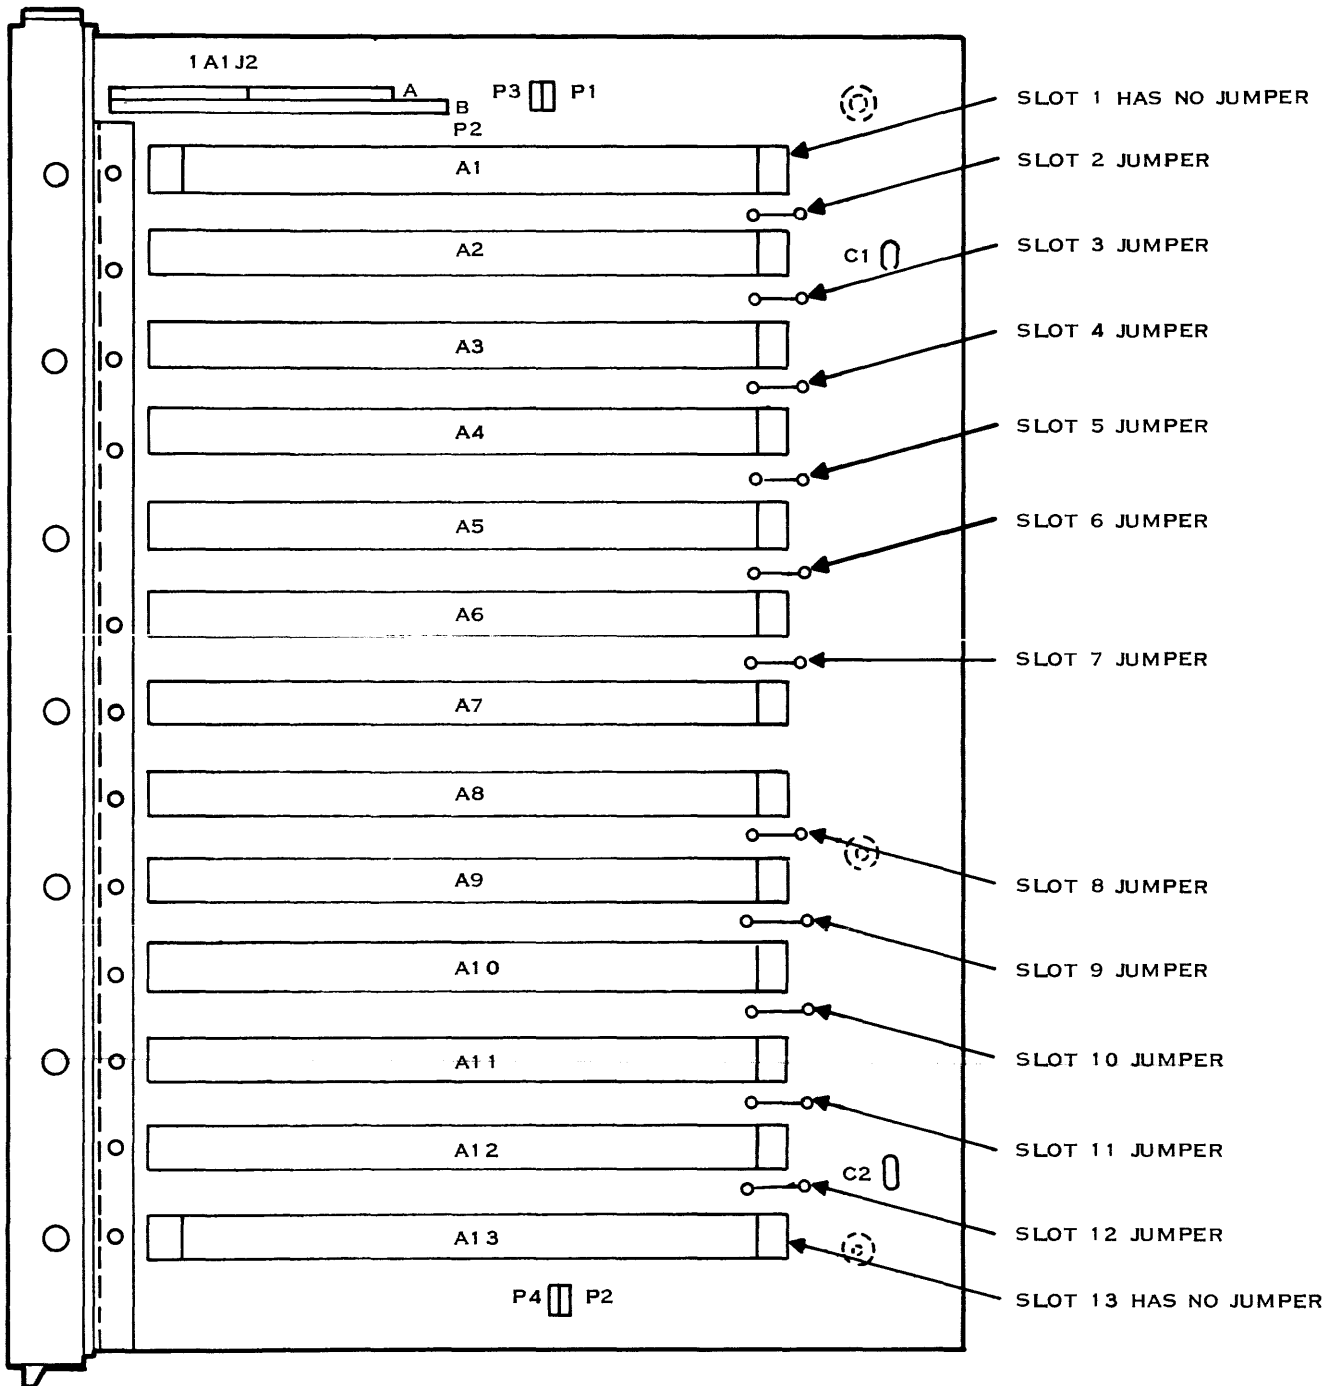 1A1J2
A
B
P3 P1
P2
SLOT 1 HAS NO JUMPER
A1
SLOT 2 JUMPER
A2
C1
SLOT 3 JUMPER
A3
SLOT 4 JUMPER
A4
SLOT 5 JUMPER
A5
SLOT 6 JUMPER
A6
SLOT 7 JUMPER
A7
A8
SLOT 8 JUMPER
A9
SLOT 9 JUMPER
A10
SLOT 10 JUMPER
A11
SLOT 11 JUMPER
A12
C2
SLOT 12 JUMPER
A13
SLOT 13 HAS NO JUMPER
P4 P2